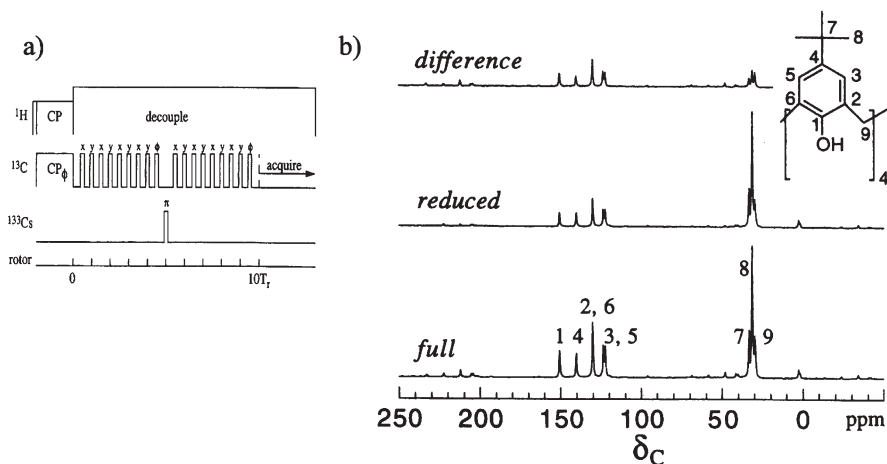 a)
¹H
CP
decouple
¹³C
CPϕ
x y x y x y x y ϕ
x y x y x y x y ϕ
acquire
¹³³Cs
π
rotor
0
10Tᵣ
b)
difference
reduced
full
1
4
2, 6
3, 5
7
8
9
7
8
4
5
3
6
2
1
9
OH
4
250
200
150
100
50
0
ppm
δC